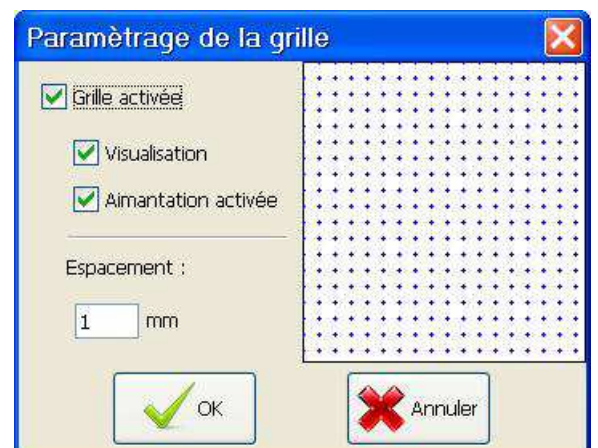 Paramètrage de la grille
Grille activée
Visualisation
Aimantation activée
Espacement :
1 mm
OK
Annuler